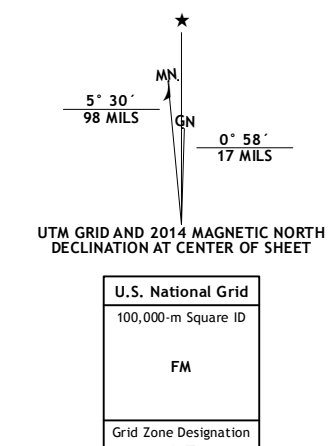 ★
MN.
5° 30´
98 MILS
GN
0° 58´
17 MILS
UTM GRID AND 2014 MAGNETIC NORTH
DECLINATION AT CENTER OF SHEET
U.S. National Grid
100,000-m Square ID
FM
Grid Zone Designation